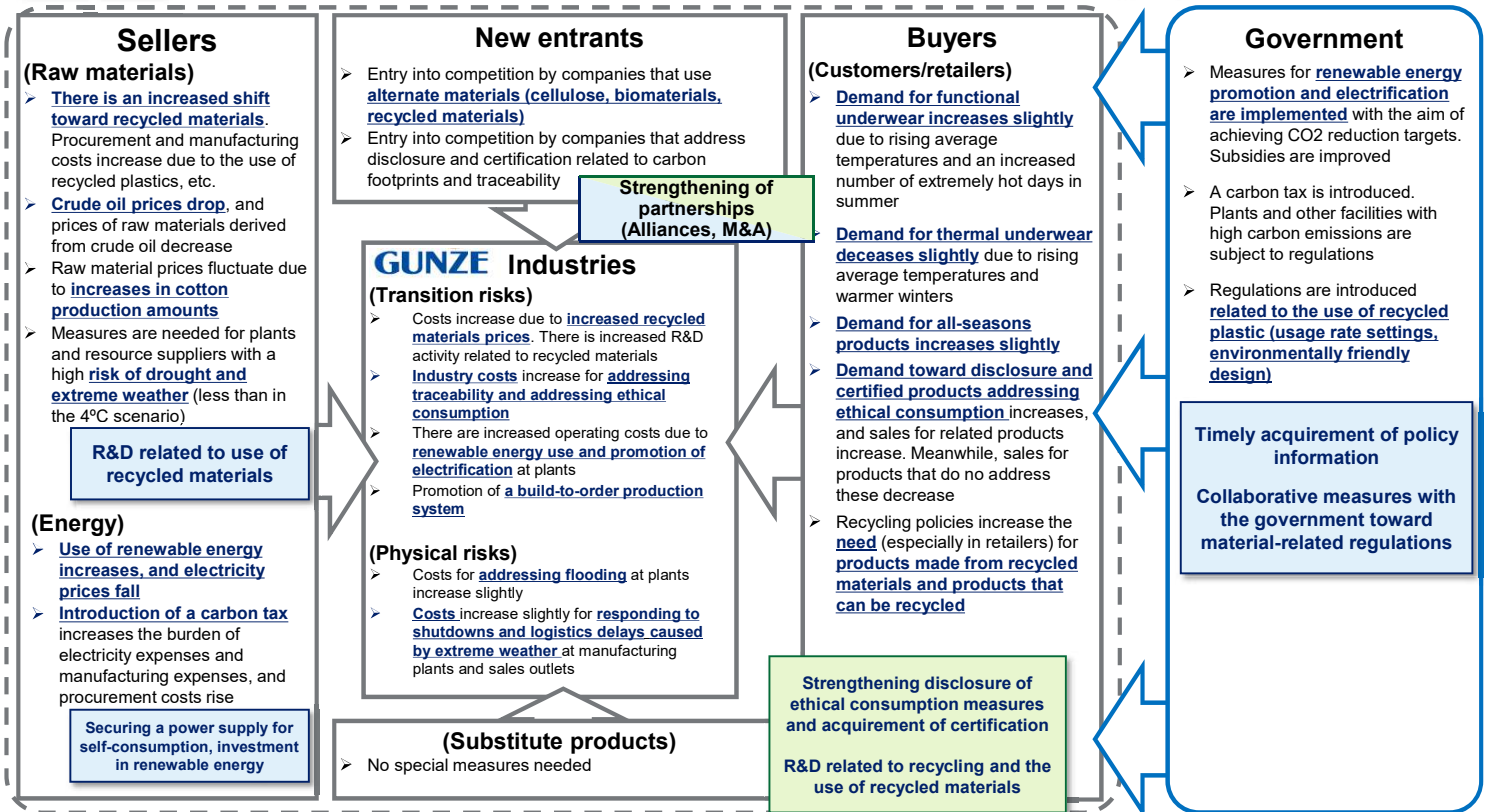 Sellers
(Raw materials)
➢ There is an increased shift
toward recycled materials.
Procurement and manufacturing
costs increase due to the use of
recycled plastics, etc.
➢ Crude oil prices drop, and
prices of raw materials derived
from crude oil decrease
➢ Raw material prices fluctuate due
to increases in cotton
production amounts
➢ Measures are needed for plants
and resource suppliers with a
high risk of drought and
extreme weather (less than in
the 4ºC scenario)
R&D related to use of
recycled materials
(Energy)
➢ Use of renewable energy
increases, and electricity
prices fall
➢ Introduction of a carbon tax
increases the burden of
electricity expenses and
manufacturing expenses, and
procurement costs rise
Securing a power supply for
self-consumption, investment
in renewable energy
New entrants
➢ Entry into competition by companies that use
alternate materials (cellulose, biomaterials,
recycled materials)
➢ Entry into competition by companies that address
disclosure and certification related to carbon
footprints and traceability
Strengthening of
partnerships
(Alliances, M&A)
GUNZE Industries
(Transition risks)
➢ Costs increase due to increased recycled
materials prices. There is increased R&D
activity related to recycled materials
➢ Industry costs increase for addressing
traceability and addressing ethical
consumption
➢ There are increased operating costs due to
renewable energy use and promotion of
electrification at plants
➢ Promotion of a build-to-order production
system
(Physical risks)
➢ Costs for addressing flooding at plants
increase slightly
➢ Costs increase slightly for responding to
shutdowns and logistics delays caused
by extreme weather at manufacturing
plants and sales outlets
(Substitute products)
➢ No special measures needed
Buyers
(Customers/retailers)
➢ Demand for functional
underwear increases slightly
due to rising average
temperatures and an increased
number of extremely hot days in
summer
➢ Demand for thermal underwear
deceases slightly due to rising
average temperatures and
warmer winters
➢ Demand for all-seasons
products increases slightly
➢ Demand toward disclosure and
certified products addressing
ethical consumption increases,
and sales for related products
increase. Meanwhile, sales for
products that do no address
these decrease
➢ Recycling policies increase the
need (especially in retailers) for
products made from recycled
materials and products that
can be recycled
Strengthening disclosure of
ethical consumption measures
and acquirement of certification
R&D related to recycling and the
use of recycled materials
Government
➢ Measures for renewable energy
promotion and electrification
are implemented with the aim of
achieving CO2 reduction targets.
Subsidies are improved
➢ A carbon tax is introduced.
Plants and other facilities with
high carbon emissions are
subject to regulations
➢ Regulations are introduced
related to the use of recycled
plastic (usage rate settings,
environmentally friendly
design)
Timely acquirement of policy
information
Collaborative measures with
the government toward
material-related regulations